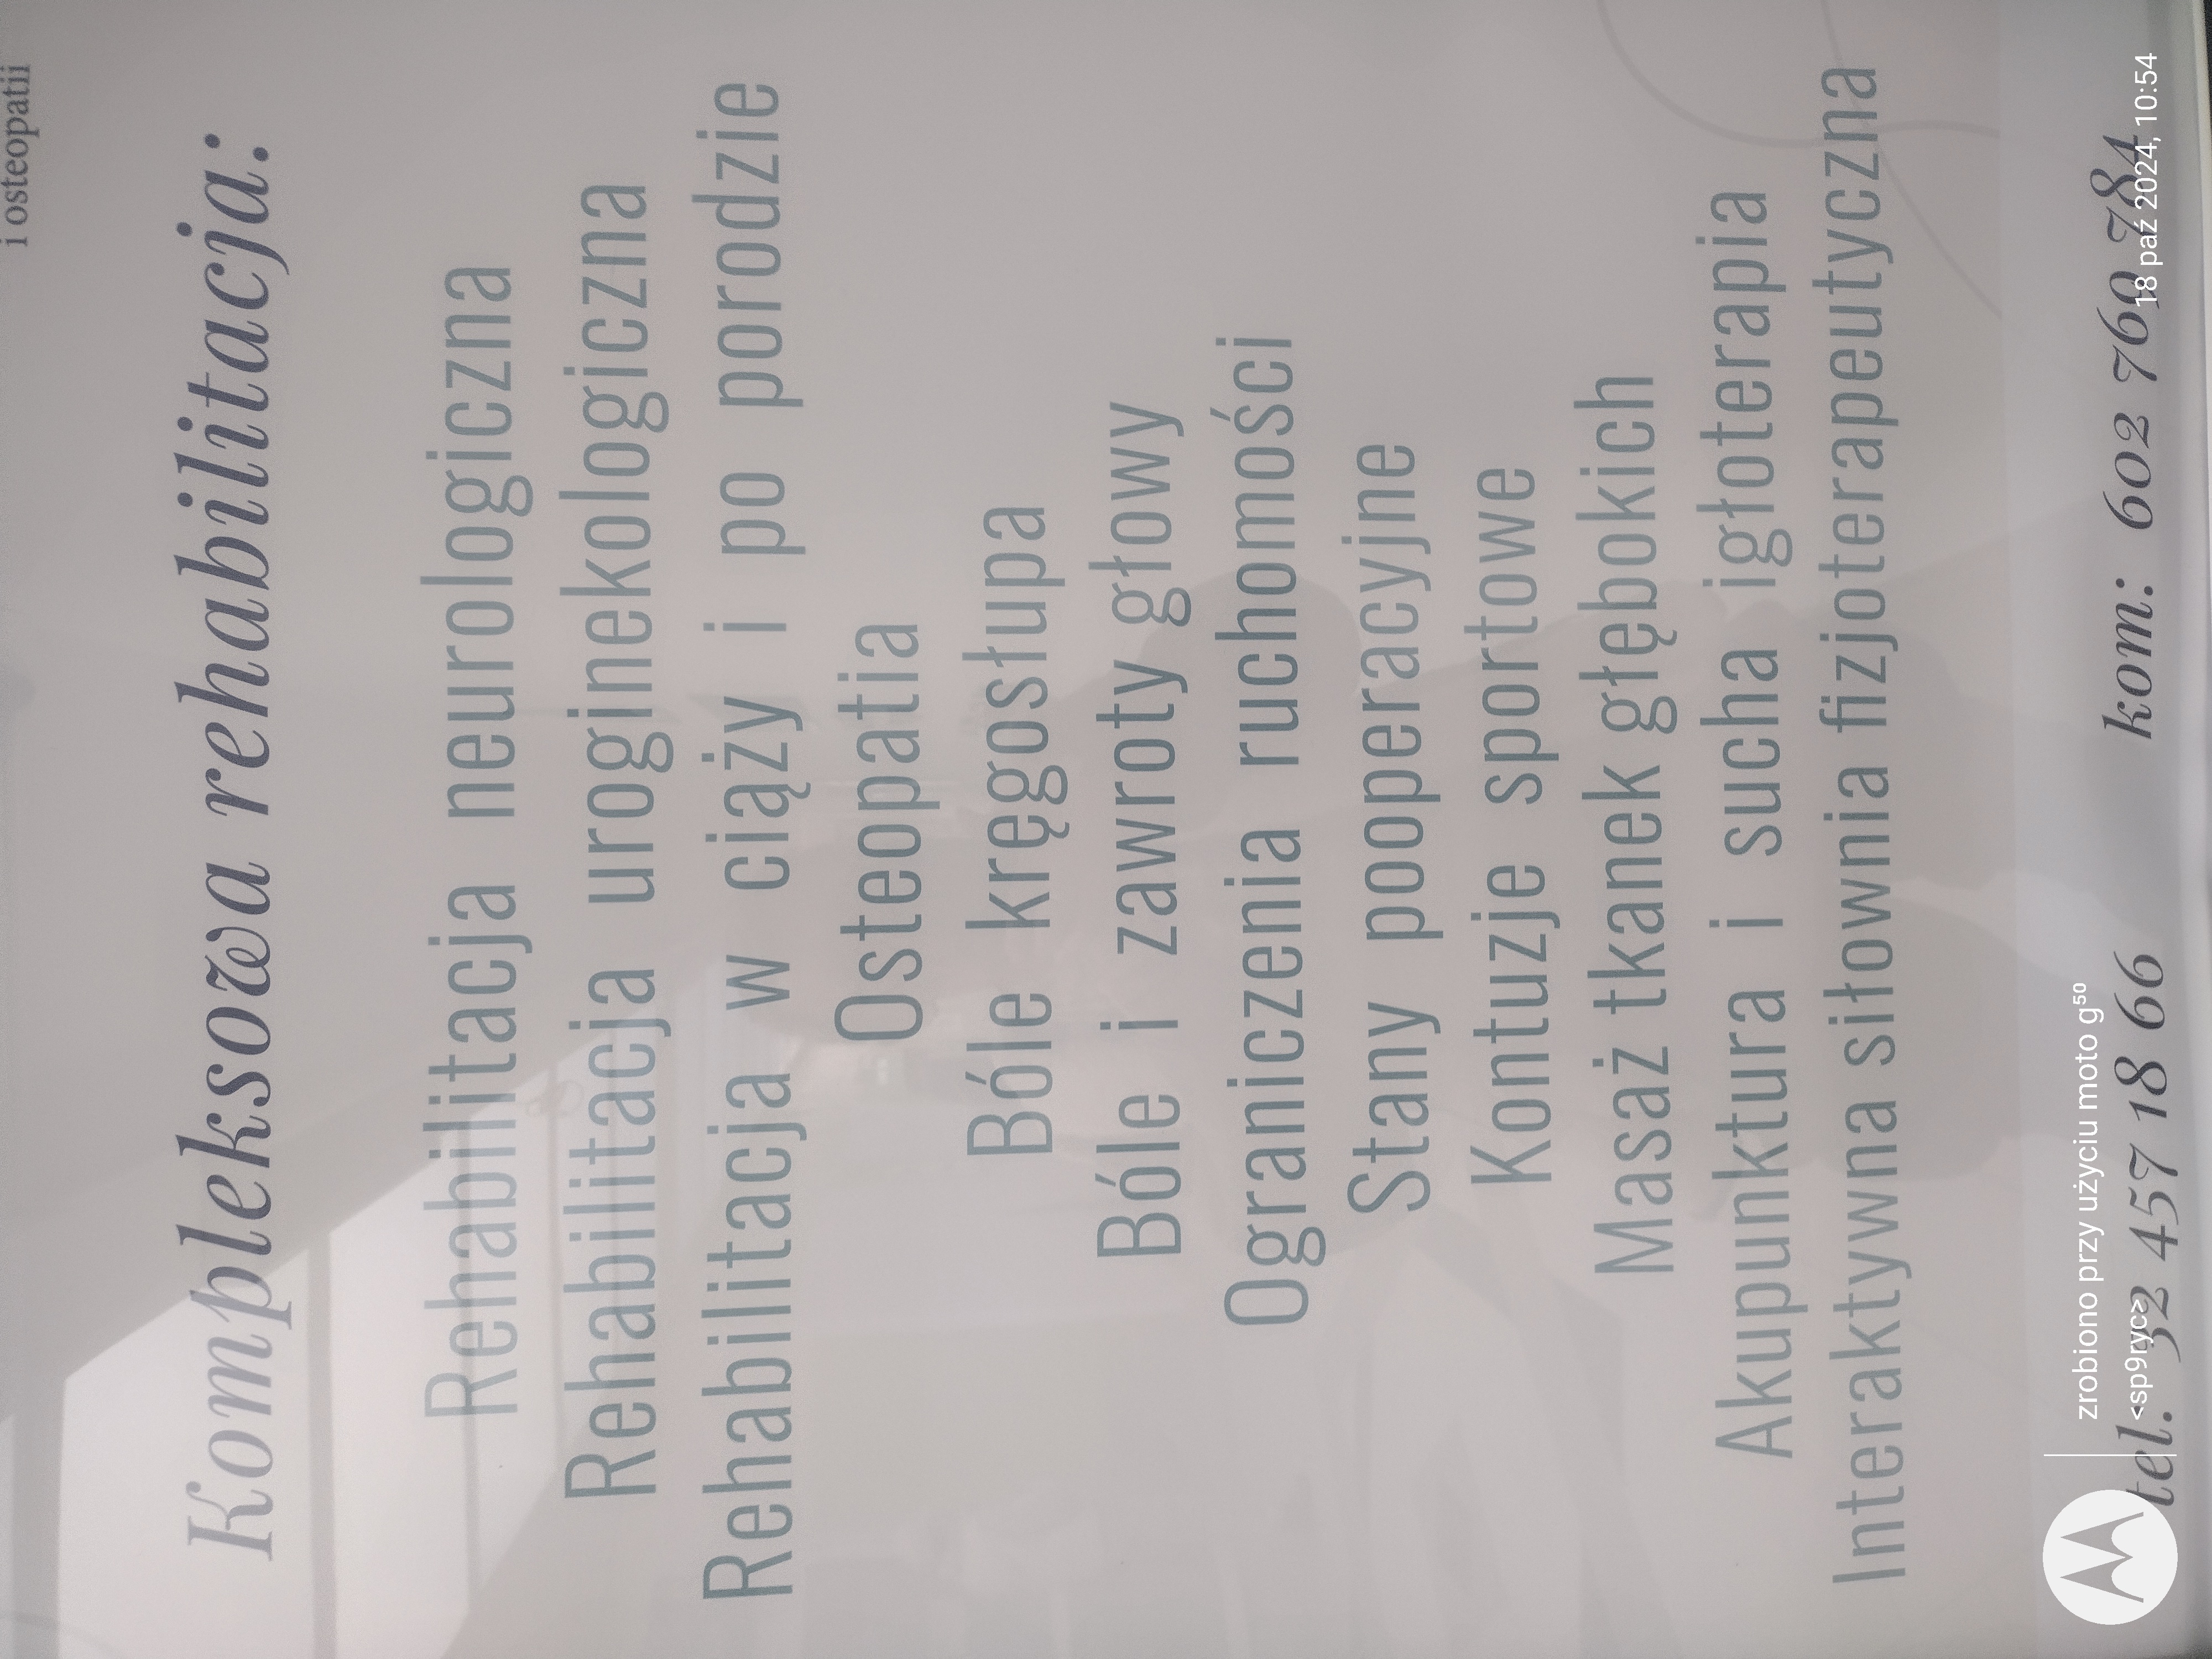 i osteopatii
Kompleksowa rehabilitacja:
Rehabilitacja neurologiczna
Rehabilitacja uroginekologiczna
Rehabilitacja w ciąży i po porodzie
Osteopatia
Bóle kręgosłupa
Bóle i zawroty głowy
Ograniczenia ruchomości
Stany pooperacyjne
Kontuzje sportowe
Masaż tkanek głębokich
Akupunktura i sucha igłoterapia
Interaktywna siłownia fizjoterapeutyczna
zrobiono przy użyciu moto g⁵⁰
<sp9ryc>
tel: 32 457 18 66 kom: 602 769 784
18 paź 2024, 10:54